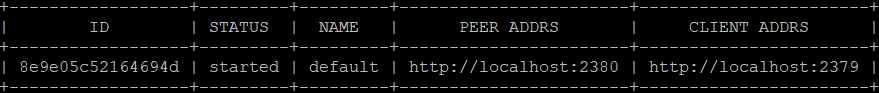 +------------------+---------+---------+-----------------------+-----------------------+
|        ID        | STATUS  |  NAME   |      PEER ADDRS       |     CLIENT ADDRS      |
+------------------+---------+---------+-----------------------+-----------------------+
| 8e9e05c52164694d | started | default | http://localhost:2380 | http://localhost:2379 |
+------------------+---------+---------+-----------------------+-----------------------+